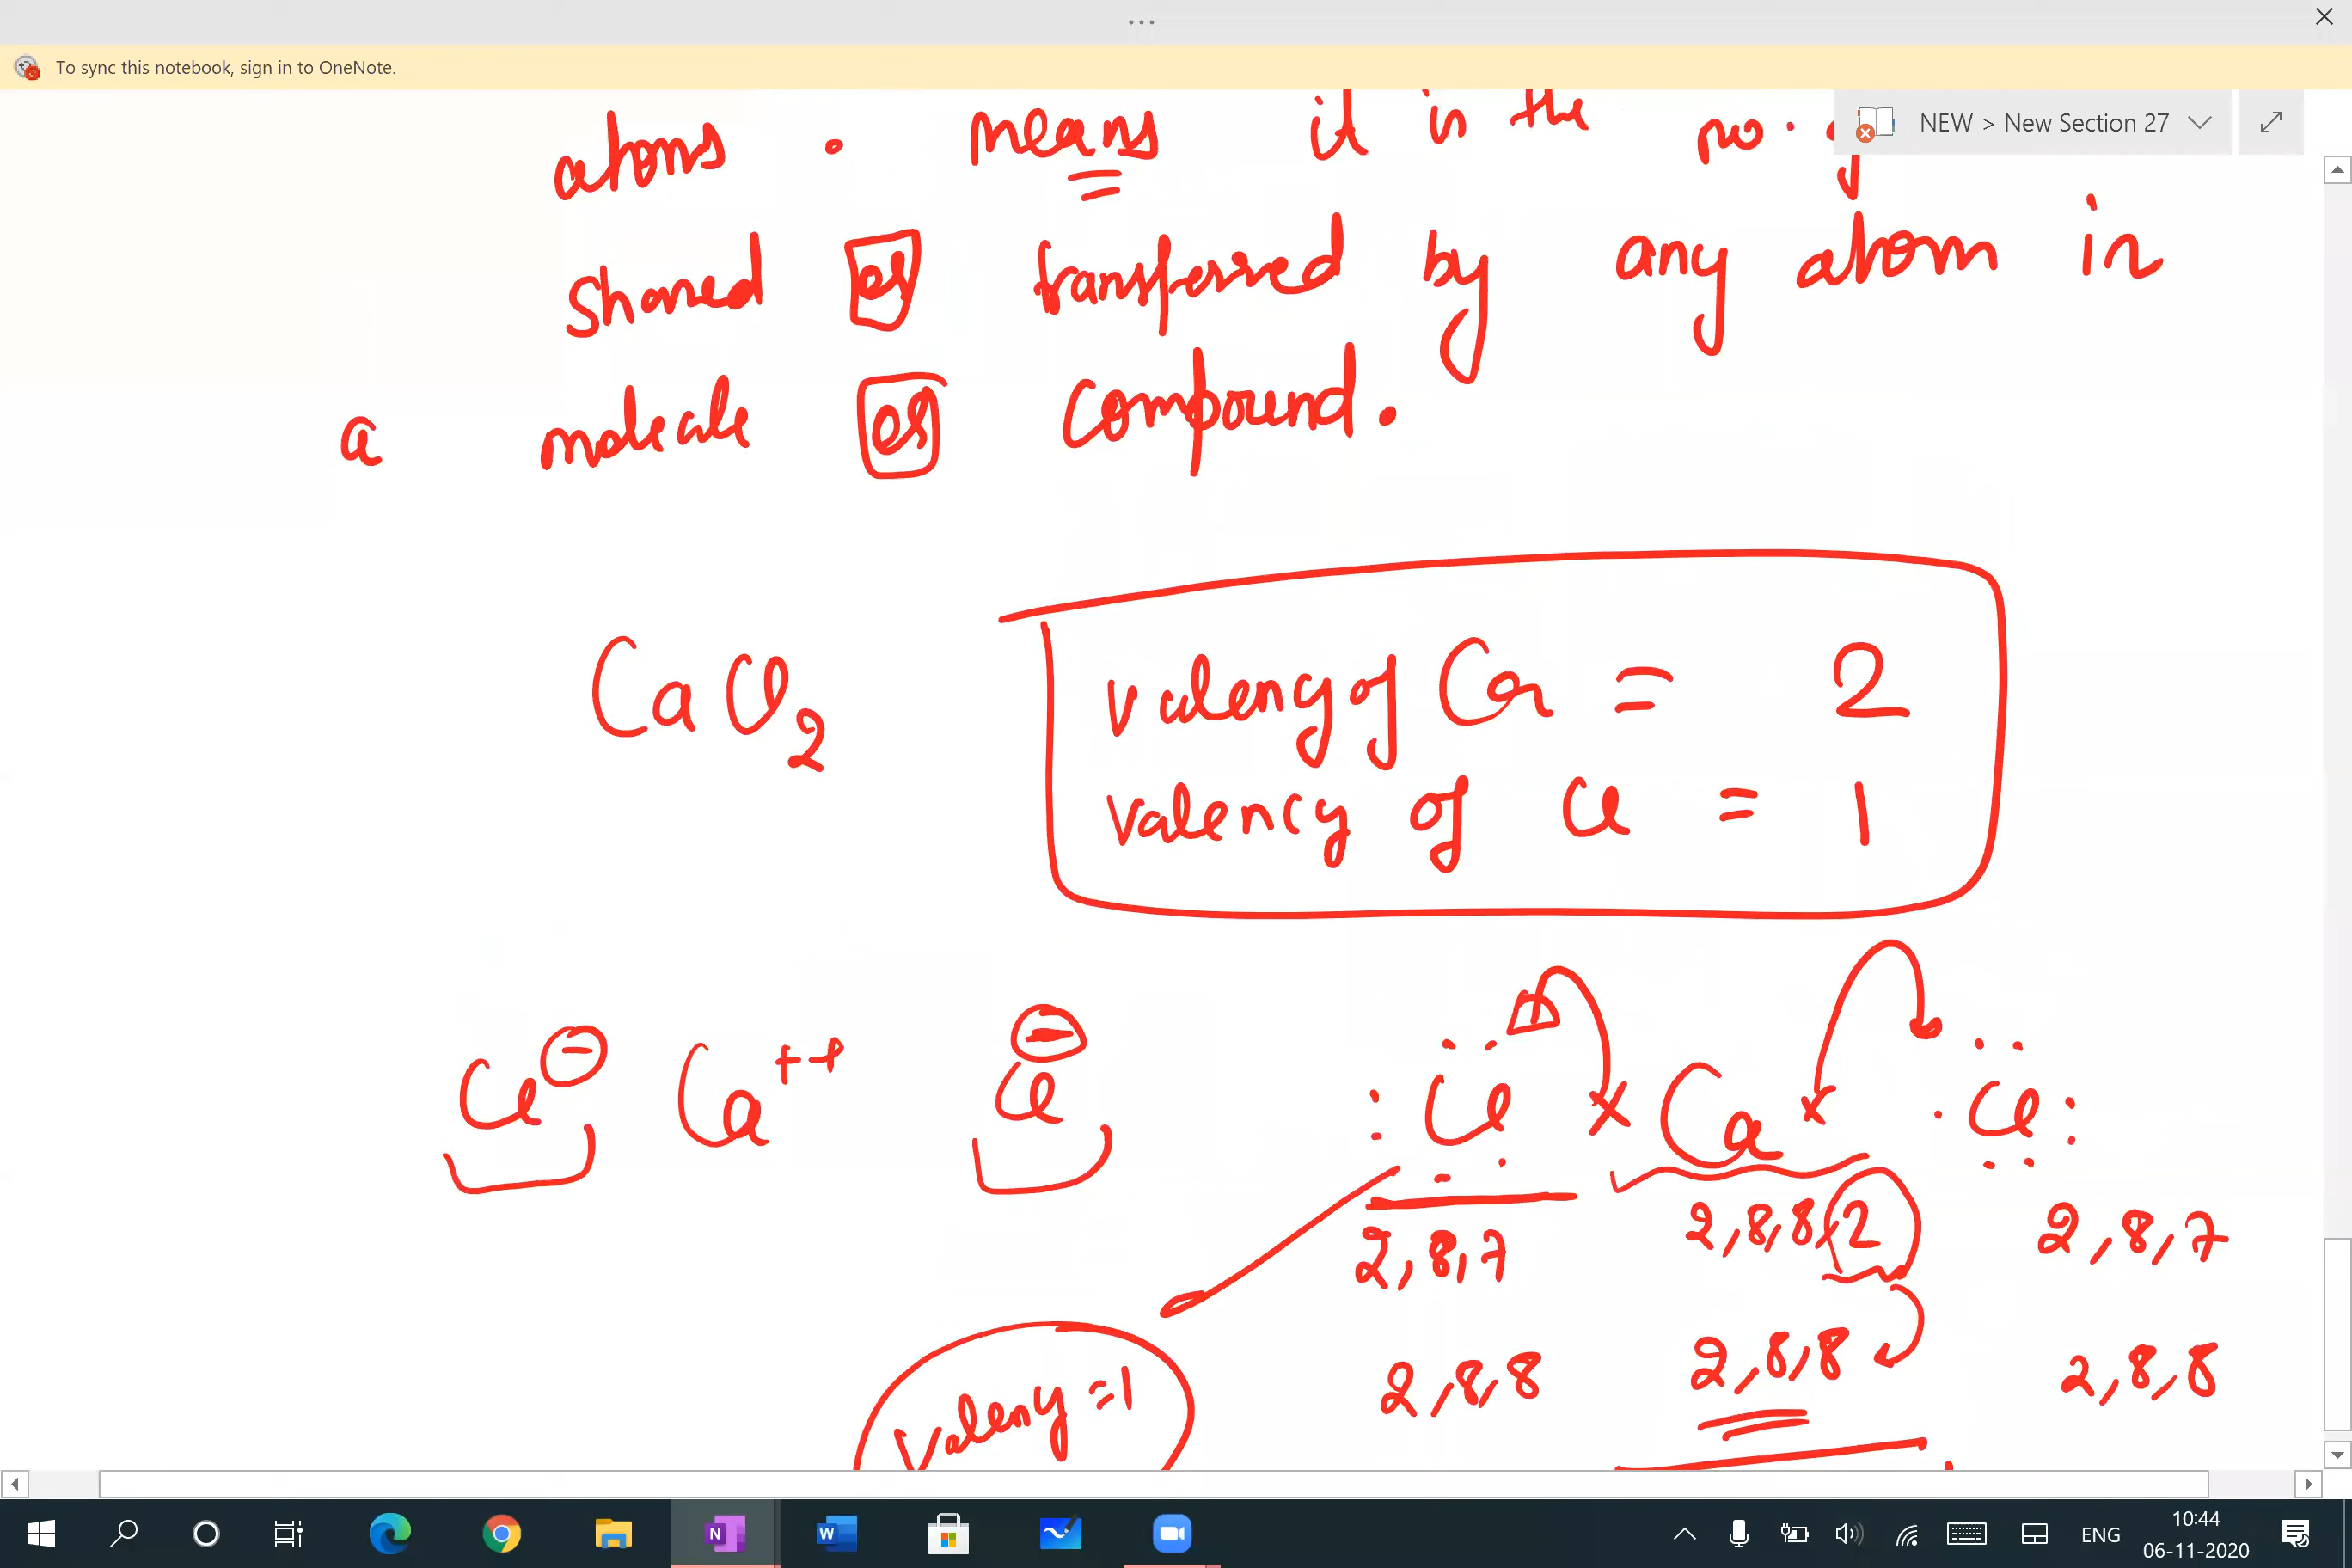 To sync this notebook, sign in to OneNote.
NEW > New Section 27
atoms . means it is the no. of
shared or transferred by any atom in
a molecule or compound.
CaCl2
valency of Ca = 2
valency of Cl = 1
Cl⁻ Ca⁺⁺ Cl⁻
Cl x Ca x Cl
2,8,7 2,8,8,2 2,8,7
2,8,8 2,8,8 2,8,8
valeny = 1
ENG
10:44
06-11-2020